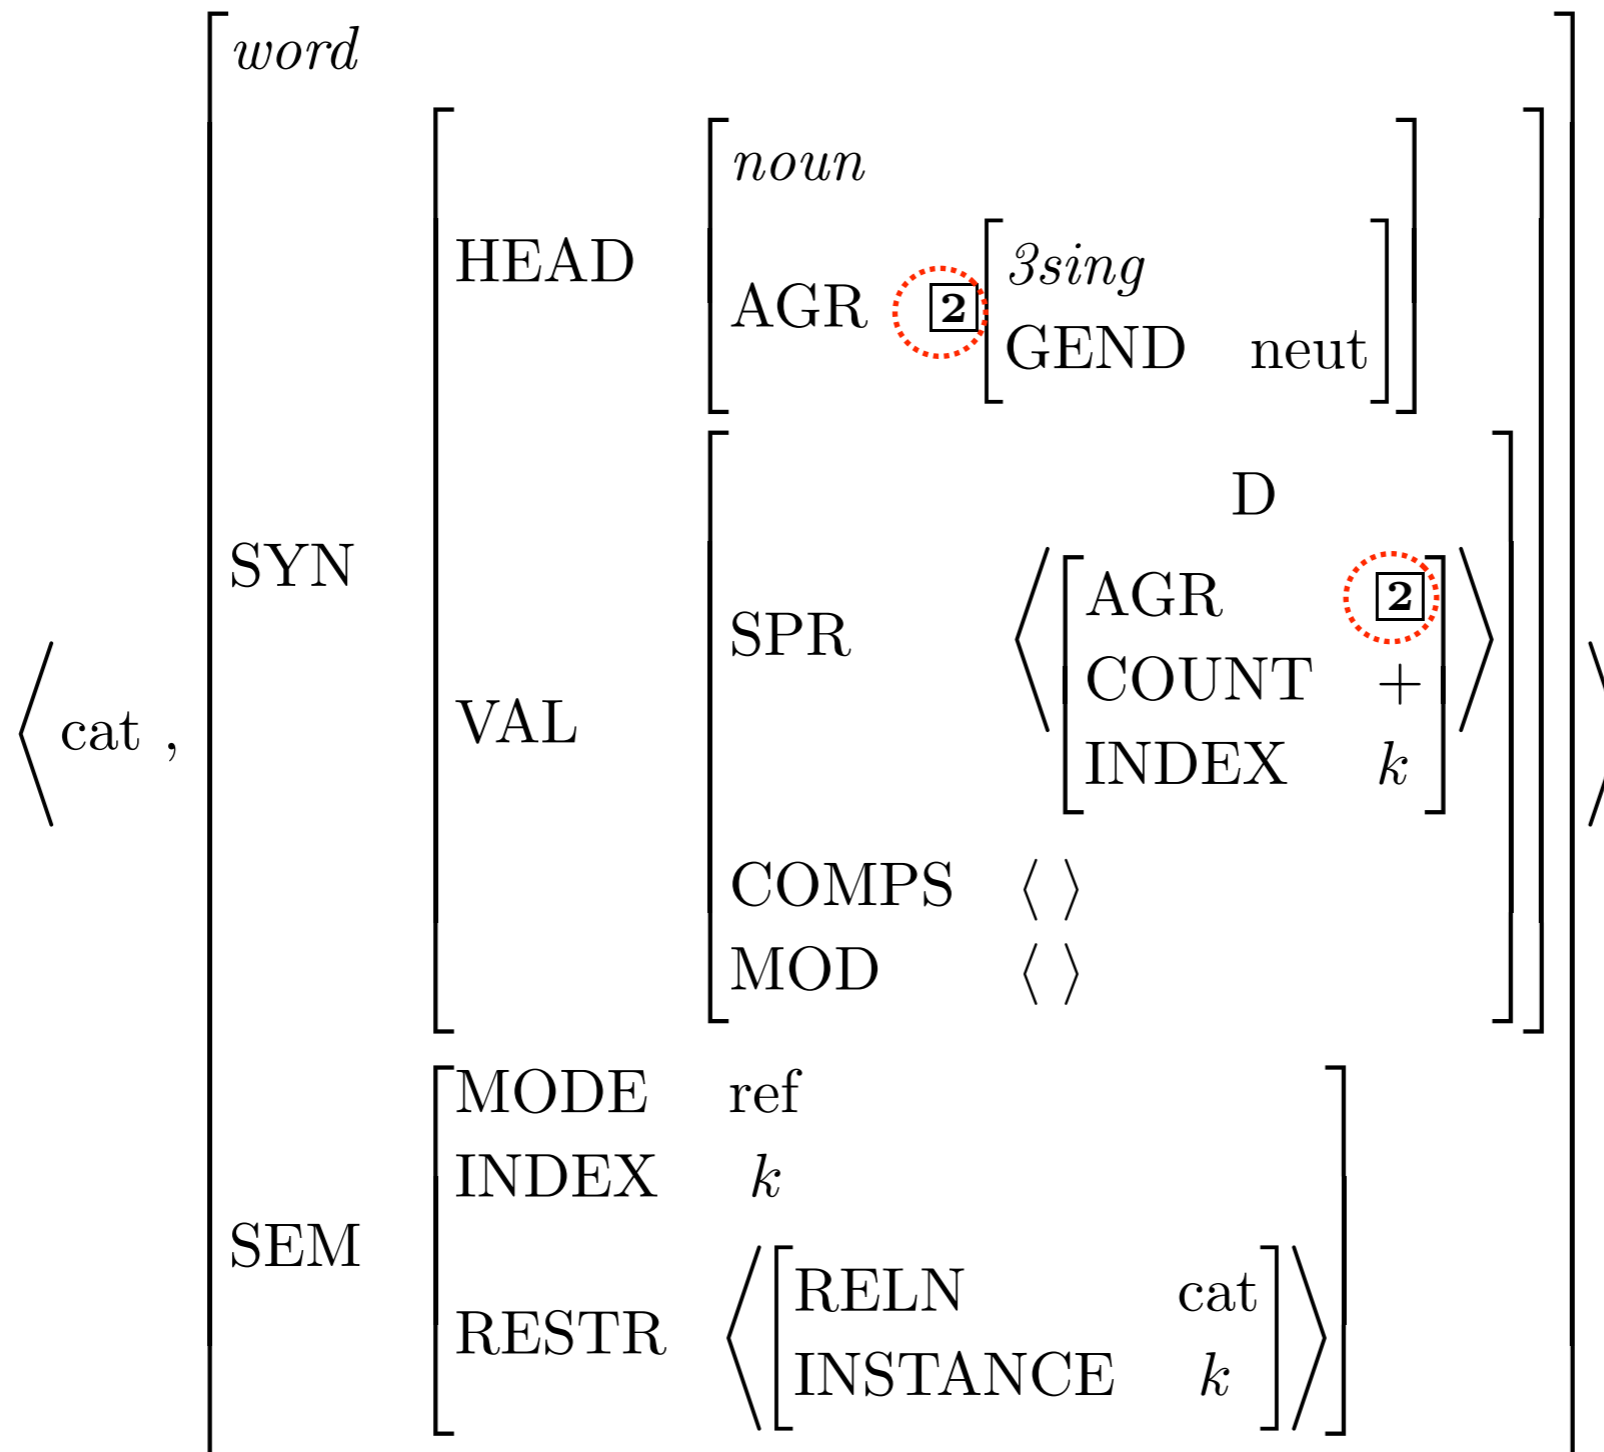 word
noun
HEAD
3sing
AGR 2
GEND neut
D
SYN
AGR 2
SPR
COUNT +
VAL
⟨ cat ,
INDEX k
COMPS ⟨ ⟩
MOD ⟨ ⟩
MODE ref
INDEX k
SEM
RELN cat
RESTR
INSTANCE k